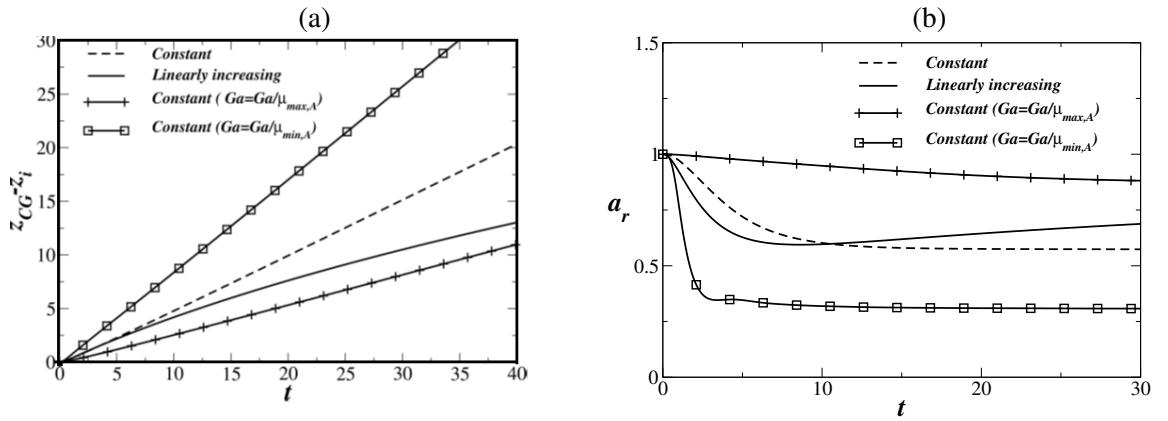 (a)
30
25
20
15
10
5
0
z_CG-z_i
0 5 10 15 20 25 30 35 40
t
Constant
Linearly increasing
Constant ( Ga=Ga/μ_max,A)
Constant (Ga=Ga/μ_min,A)
(b)
1.5
1
0.5
0
a_r
0 10 20 30
t
Constant
Linearly increasing
Constant (Ga=Ga/μ_max,A)
Constant (Ga=Ga/μ_min,A)